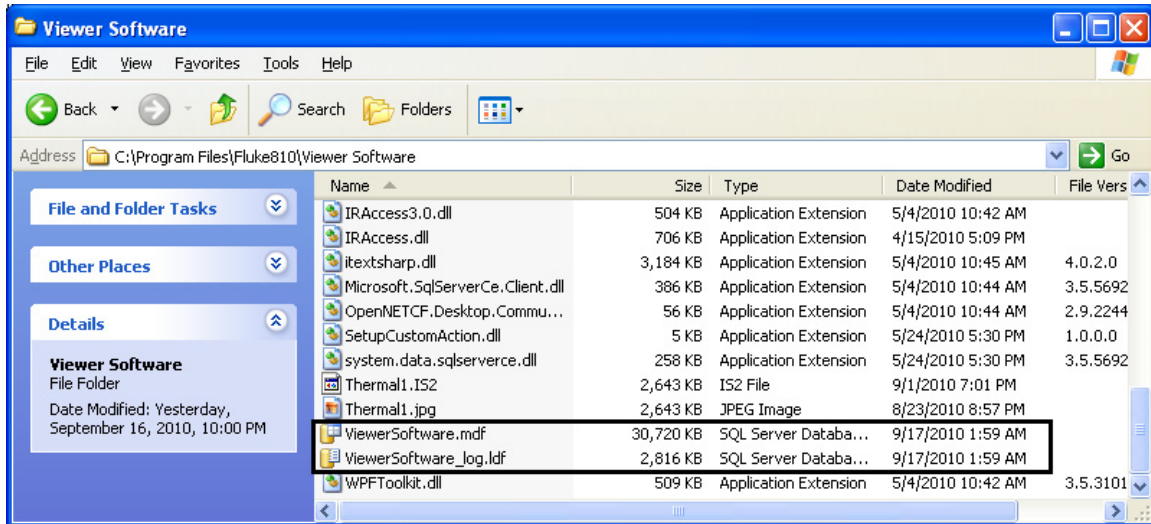 Viewer Software
File Edit View Favorites Tools Help
Back Search Folders
Address C:\Program Files\Fluke810\Viewer Software Go
File and Folder Tasks
Other Places
Details
Viewer Software
File Folder
Date Modified: Yesterday,
September 16, 2010, 10:00 PM
Name Size Type Date Modified File Vers
IRAccess3.0.dll 504 KB Application Extension 5/4/2010 10:42 AM
IRAccess.dll 706 KB Application Extension 4/15/2010 5:09 PM
itextsharp.dll 3,184 KB Application Extension 5/4/2010 10:45 AM 4.0.2.0
Microsoft.SqlServerCe.Client.dll 386 KB Application Extension 5/4/2010 10:44 AM 3.5.5692
OpenNETCF.Desktop.Commu... 56 KB Application Extension 5/4/2010 10:44 AM 2.9.2244
SetupCustomAction.dll 5 KB Application Extension 5/24/2010 5:30 PM 1.0.0.0
system.data.sqlserverce.dll 258 KB Application Extension 5/24/2010 5:30 PM 3.5.5692
Thermal1.IS2 2,643 KB IS2 File 9/1/2010 7:01 PM
Thermal1.jpg 2,643 KB JPEG Image 8/23/2010 8:57 PM
ViewerSoftware.mdf 30,720 KB SQL Server Databa... 9/17/2010 1:59 AM
ViewerSoftware_log.ldf 2,816 KB SQL Server Databa... 9/17/2010 1:59 AM
WPFToolkit.dll 509 KB Application Extension 5/4/2010 10:42 AM 3.5.3101